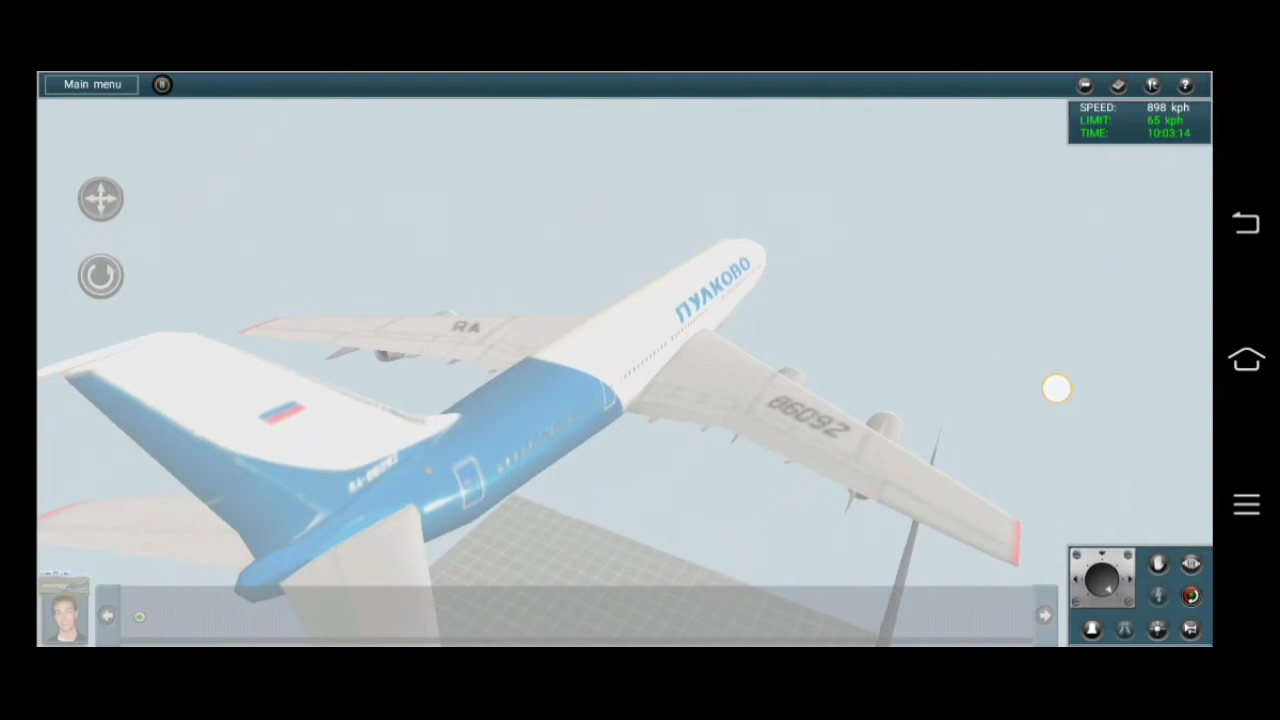 Main menu
SPEED: 898 kph
LIMIT: 65 kph
TIME: 10:03:14
ПУЛКОВО
RA
86092